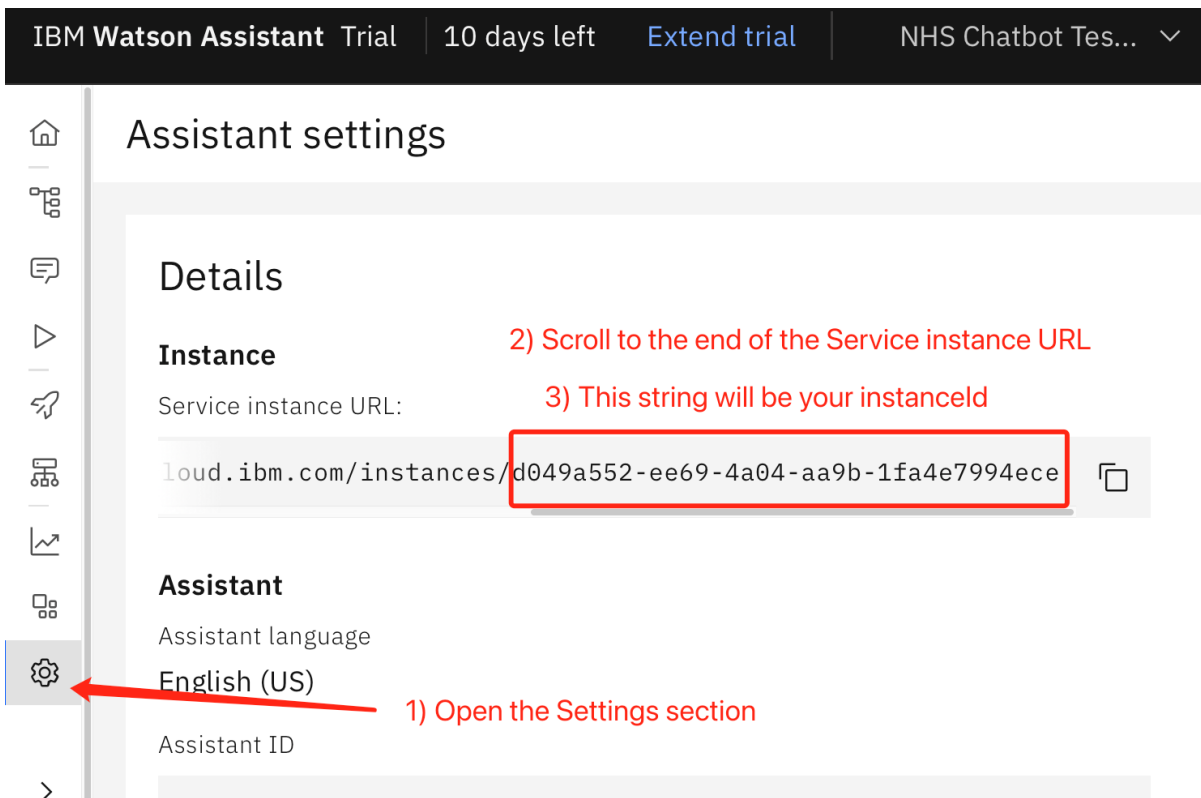 IBM Watson Assistant Trial 10 days left Extend trial NHS Chatbot Tes...
Assistant settings
Details
2) Scroll to the end of the Service instance URL
Instance
3) This string will be your instanceId
Service instance URL:
loud.ibm.com/instances/d049a552-ee69-4a04-aa9b-1fa4e7994ece
Assistant
Assistant language
English (US)
1) Open the Settings section
Assistant ID